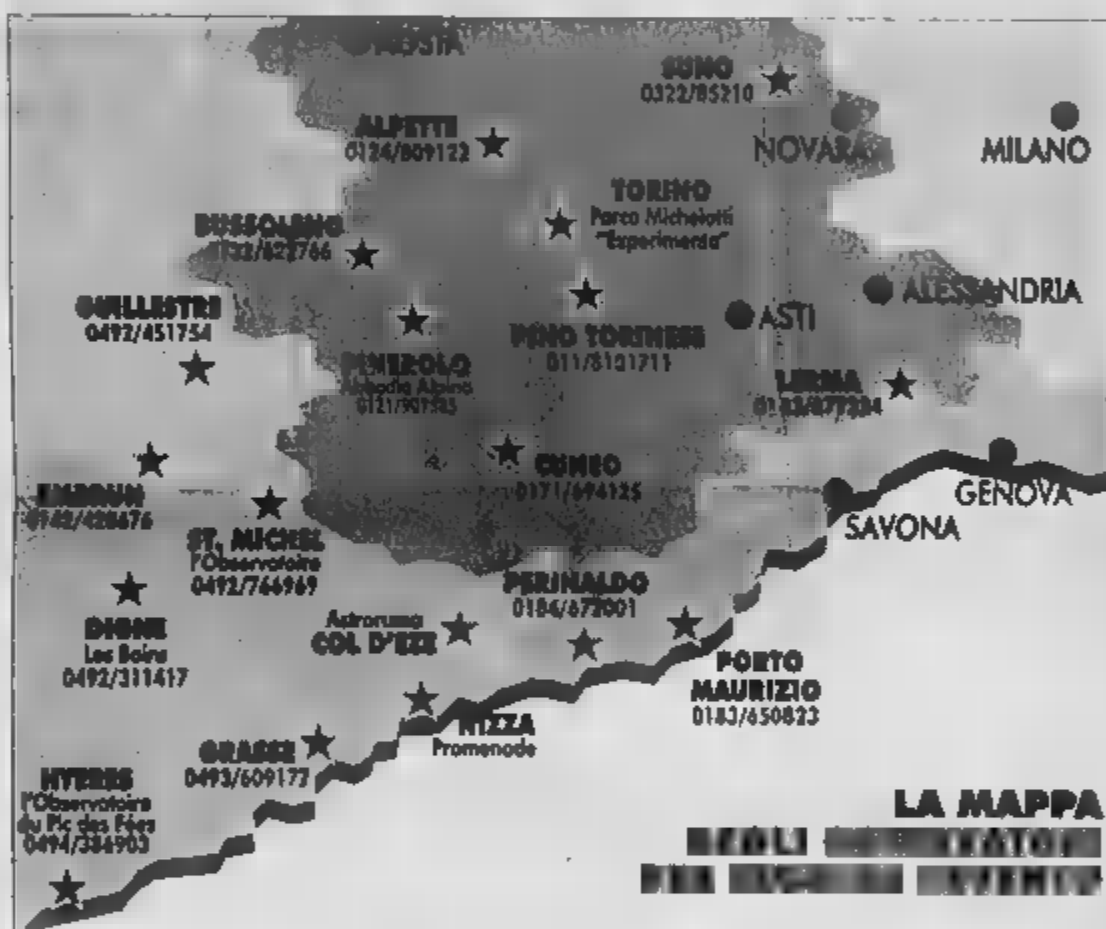 AOSTA
SUNO
0322/85210
ALPETTE
0124/809122
NOVARA
MILANO
TORINO
Parco Michelotti
"Experimenta"
BUSSOLENO
ALESSANDRIA
GUILLESTRE
0492/451754
ASTI
PINEROLO
PINO TORINESE
011/8101711
LERMA
CUNEO
0171/694125
EMBRUN
GENOVA
SAVONA
ST. MICHEL
l'Observatoire
0492/766969
PERINALDO
0184/672001
DIGNE
Les Bains
0492/311417
COL D'EZE
PORTO
MAURIZIO
0183/650823
NIZZA
Promenade
GRASSE
0493/609177
HYERES
l'Observatoire
du Pic des Fées
0494/386903
LA MAPPA